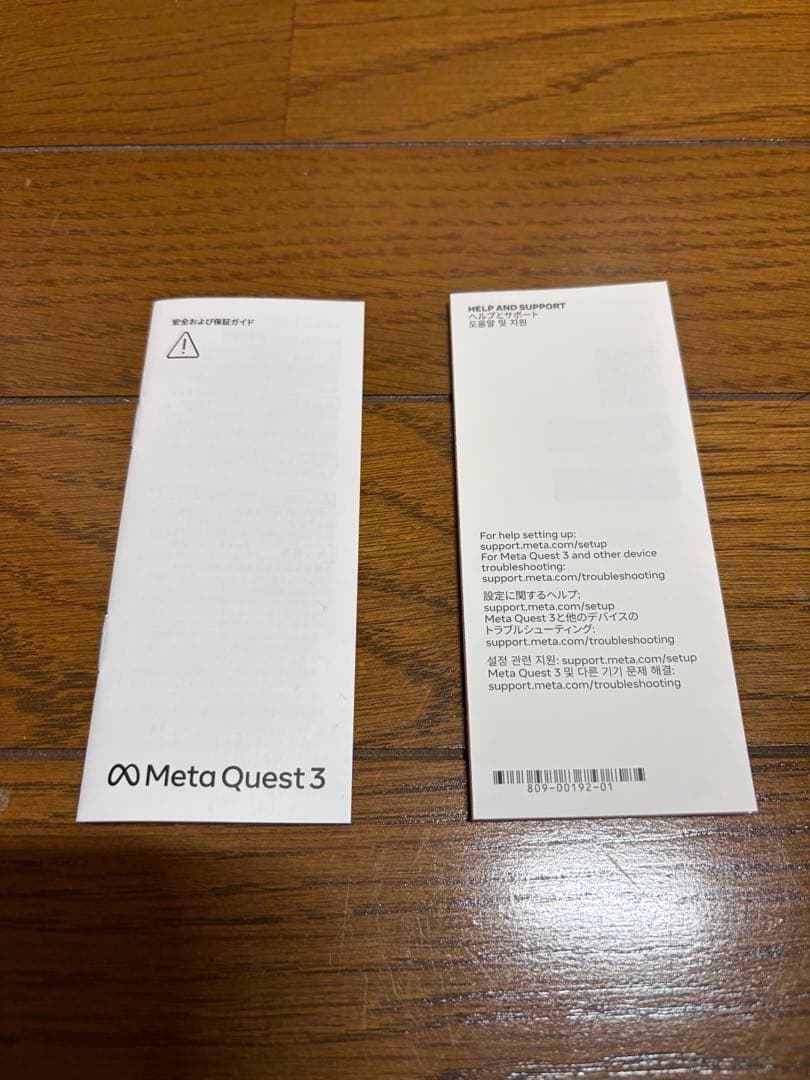 安全および保証ガイド
Meta Quest 3
HELP AND SUPPORT
ヘルプとサポート
도움말 및 지원
For help setting up:
support.meta.com/setup
For Meta Quest 3 and other device
troubleshooting:
support.meta.com/troubleshooting
設定に関するヘルプ:
support.meta.com/setup
Meta Quest 3と他のデバイスの
トラブルシューティング:
support.meta.com/troubleshooting
설정 관련 지원: support.meta.com/setup
Meta Quest 3 및 다른 기기 문제 해결:
support.meta.com/troubleshooting
809-00192-01